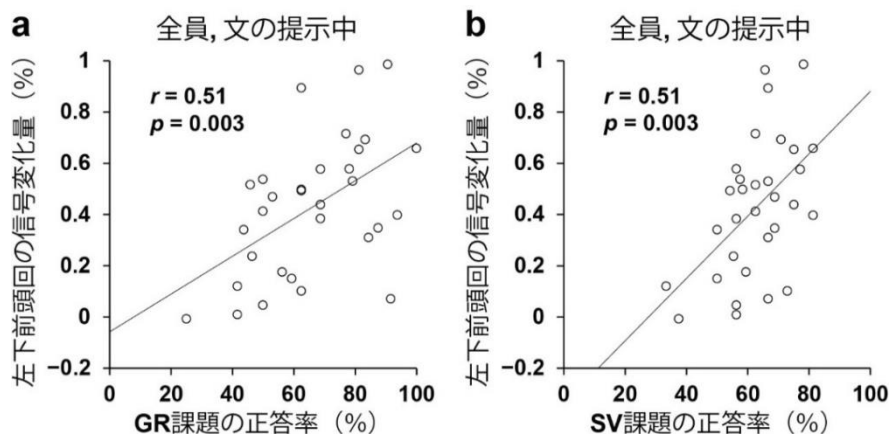 a
全員, 文の提示中
左下前頭回の信号変化量（%）
1
0.8
0.6
0.4
0.2
0
−0.2
r = 0.51
p = 0.003
0
20
40
60
80
100
GR課題の正答率（%）
b
全員, 文の提示中
左下前頭回の信号変化量（%）
1
0.8
0.6
0.4
0.2
0
−0.2
r = 0.51
p = 0.003
0
20
40
60
80
100
SV課題の正答率（%）